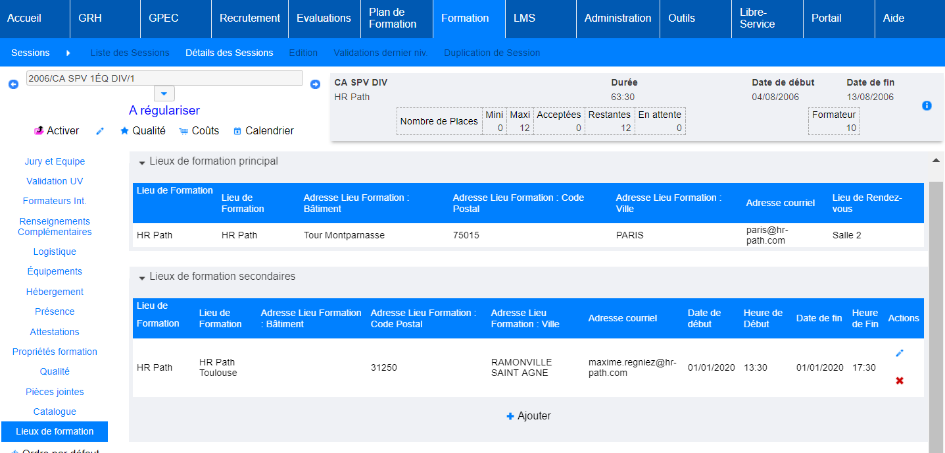 Accueil
GRH
GPEC
Recrutement
Evaluations
Plan de
Formation
Formation
LMS
Administration
Outils
Libre-
Service
Portail
Aide
Sessions
Liste des Sessions
Détails des Sessions
Edition
Validations dernier niv.
Duplication de Session
2006/CA SPV 1ÉQ DIV/1
A régulariser
Activer
Qualité
Coûts
Calendrier
CA SPV DIV
Durée
Date de début
Date de fin
HR Path
63:30
04/08/2006
13/08/2006
Nombre de Places
Mini
Maxi
Acceptées
Restantes
En attente
0
12
0
12
0
Formateur
10
Jury et Equipe
Validation UV
Formateurs Int.
Renseignements
Complémentaires
Logistique
Équipements
Hébergement
Présence
Attestations
Propriétés formation
Qualité
Pièces jointes
Catalogue
Lieux de formation
Ordre par défaut
Lieux de formation principal
Lieu de Formation
Lieu de
Formation
Adresse Lieu Formation :
Bâtiment
Adresse Lieu Formation : Code
Postal
Adresse Lieu Formation :
Ville
Adresse courriel
Lieu de Rendez-
vous
HR Path
HR Path
Tour Montparnasse
75015
PARIS
paris@hr-
path.com
Salle 2
Lieux de formation secondaires
Lieu de
Formation
Lieu de
Formation
Adresse Lieu Formation
: Bâtiment
Adresse Lieu Formation :
Code Postal
Adresse Lieu
Formation : Ville
Adresse courriel
Date de
début
Heure de
Début
Date de fin
Heure
de Fin
Actions
HR Path
HR Path
Toulouse
31250
RAMONVILLE
SAINT AGNE
maxime.regniez@hr-
path.com
01/01/2020
13:30
01/01/2020
17:30
Ajouter